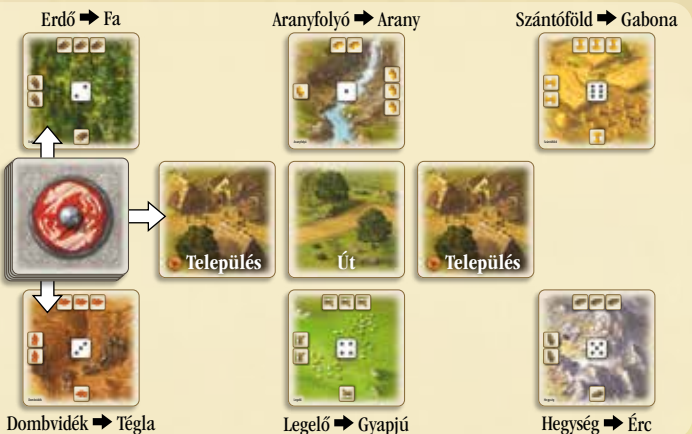 Erdő ➡ Fa
Aranyfolyó ➡ Arany
Szántóföld ➡ Gabona
Település
Út
Település
Dombvidék ➡ Tégla
Legelő ➡ Gyapjú
Hegység ➡ Érc